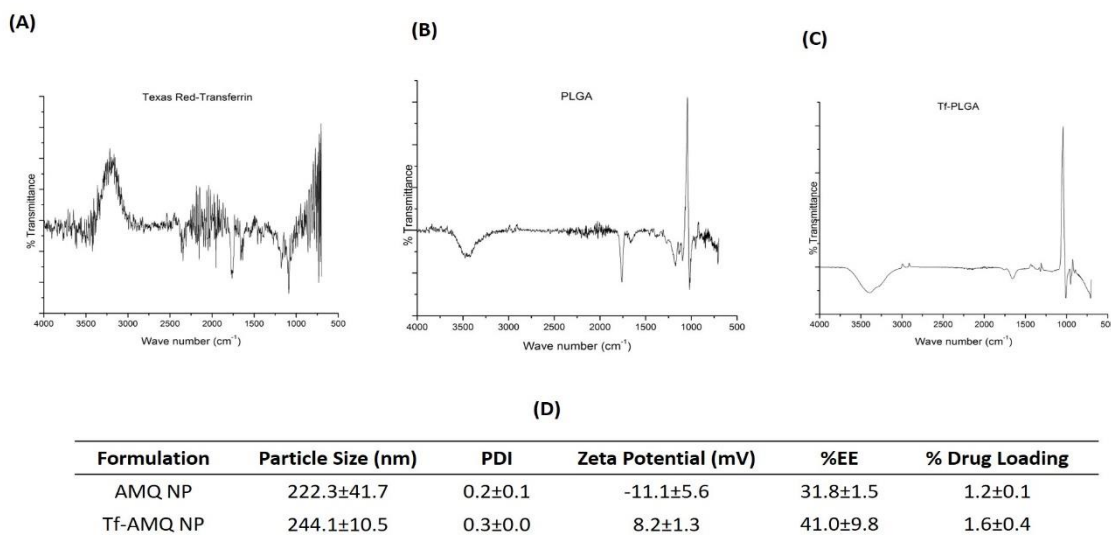 (A)
(B)
(C)
Texas Red-Transferrin
% Transmittance
4000 3500 3000 2500 2000 1500 1000 500
Wave number (cm⁻¹)
PLGA
% Transmittance
4000 3500 3000 2500 2000 1500 1000 500
Wave number (cm⁻¹)
Tf-PLGA
% Transmittance
4000 3000 2000 1000 50
Wave number (cm⁻¹)
(D)
Formulation Particle Size (nm) PDI Zeta Potential (mV) %EE % Drug Loading
AMQ NP 222.3±41.7 0.2±0.1 -11.1±5.6 31.8±1.5 1.2±0.1
Tf-AMQ NP 244.1±10.5 0.3±0.0 8.2±1.3 41.0±9.8 1.6±0.4